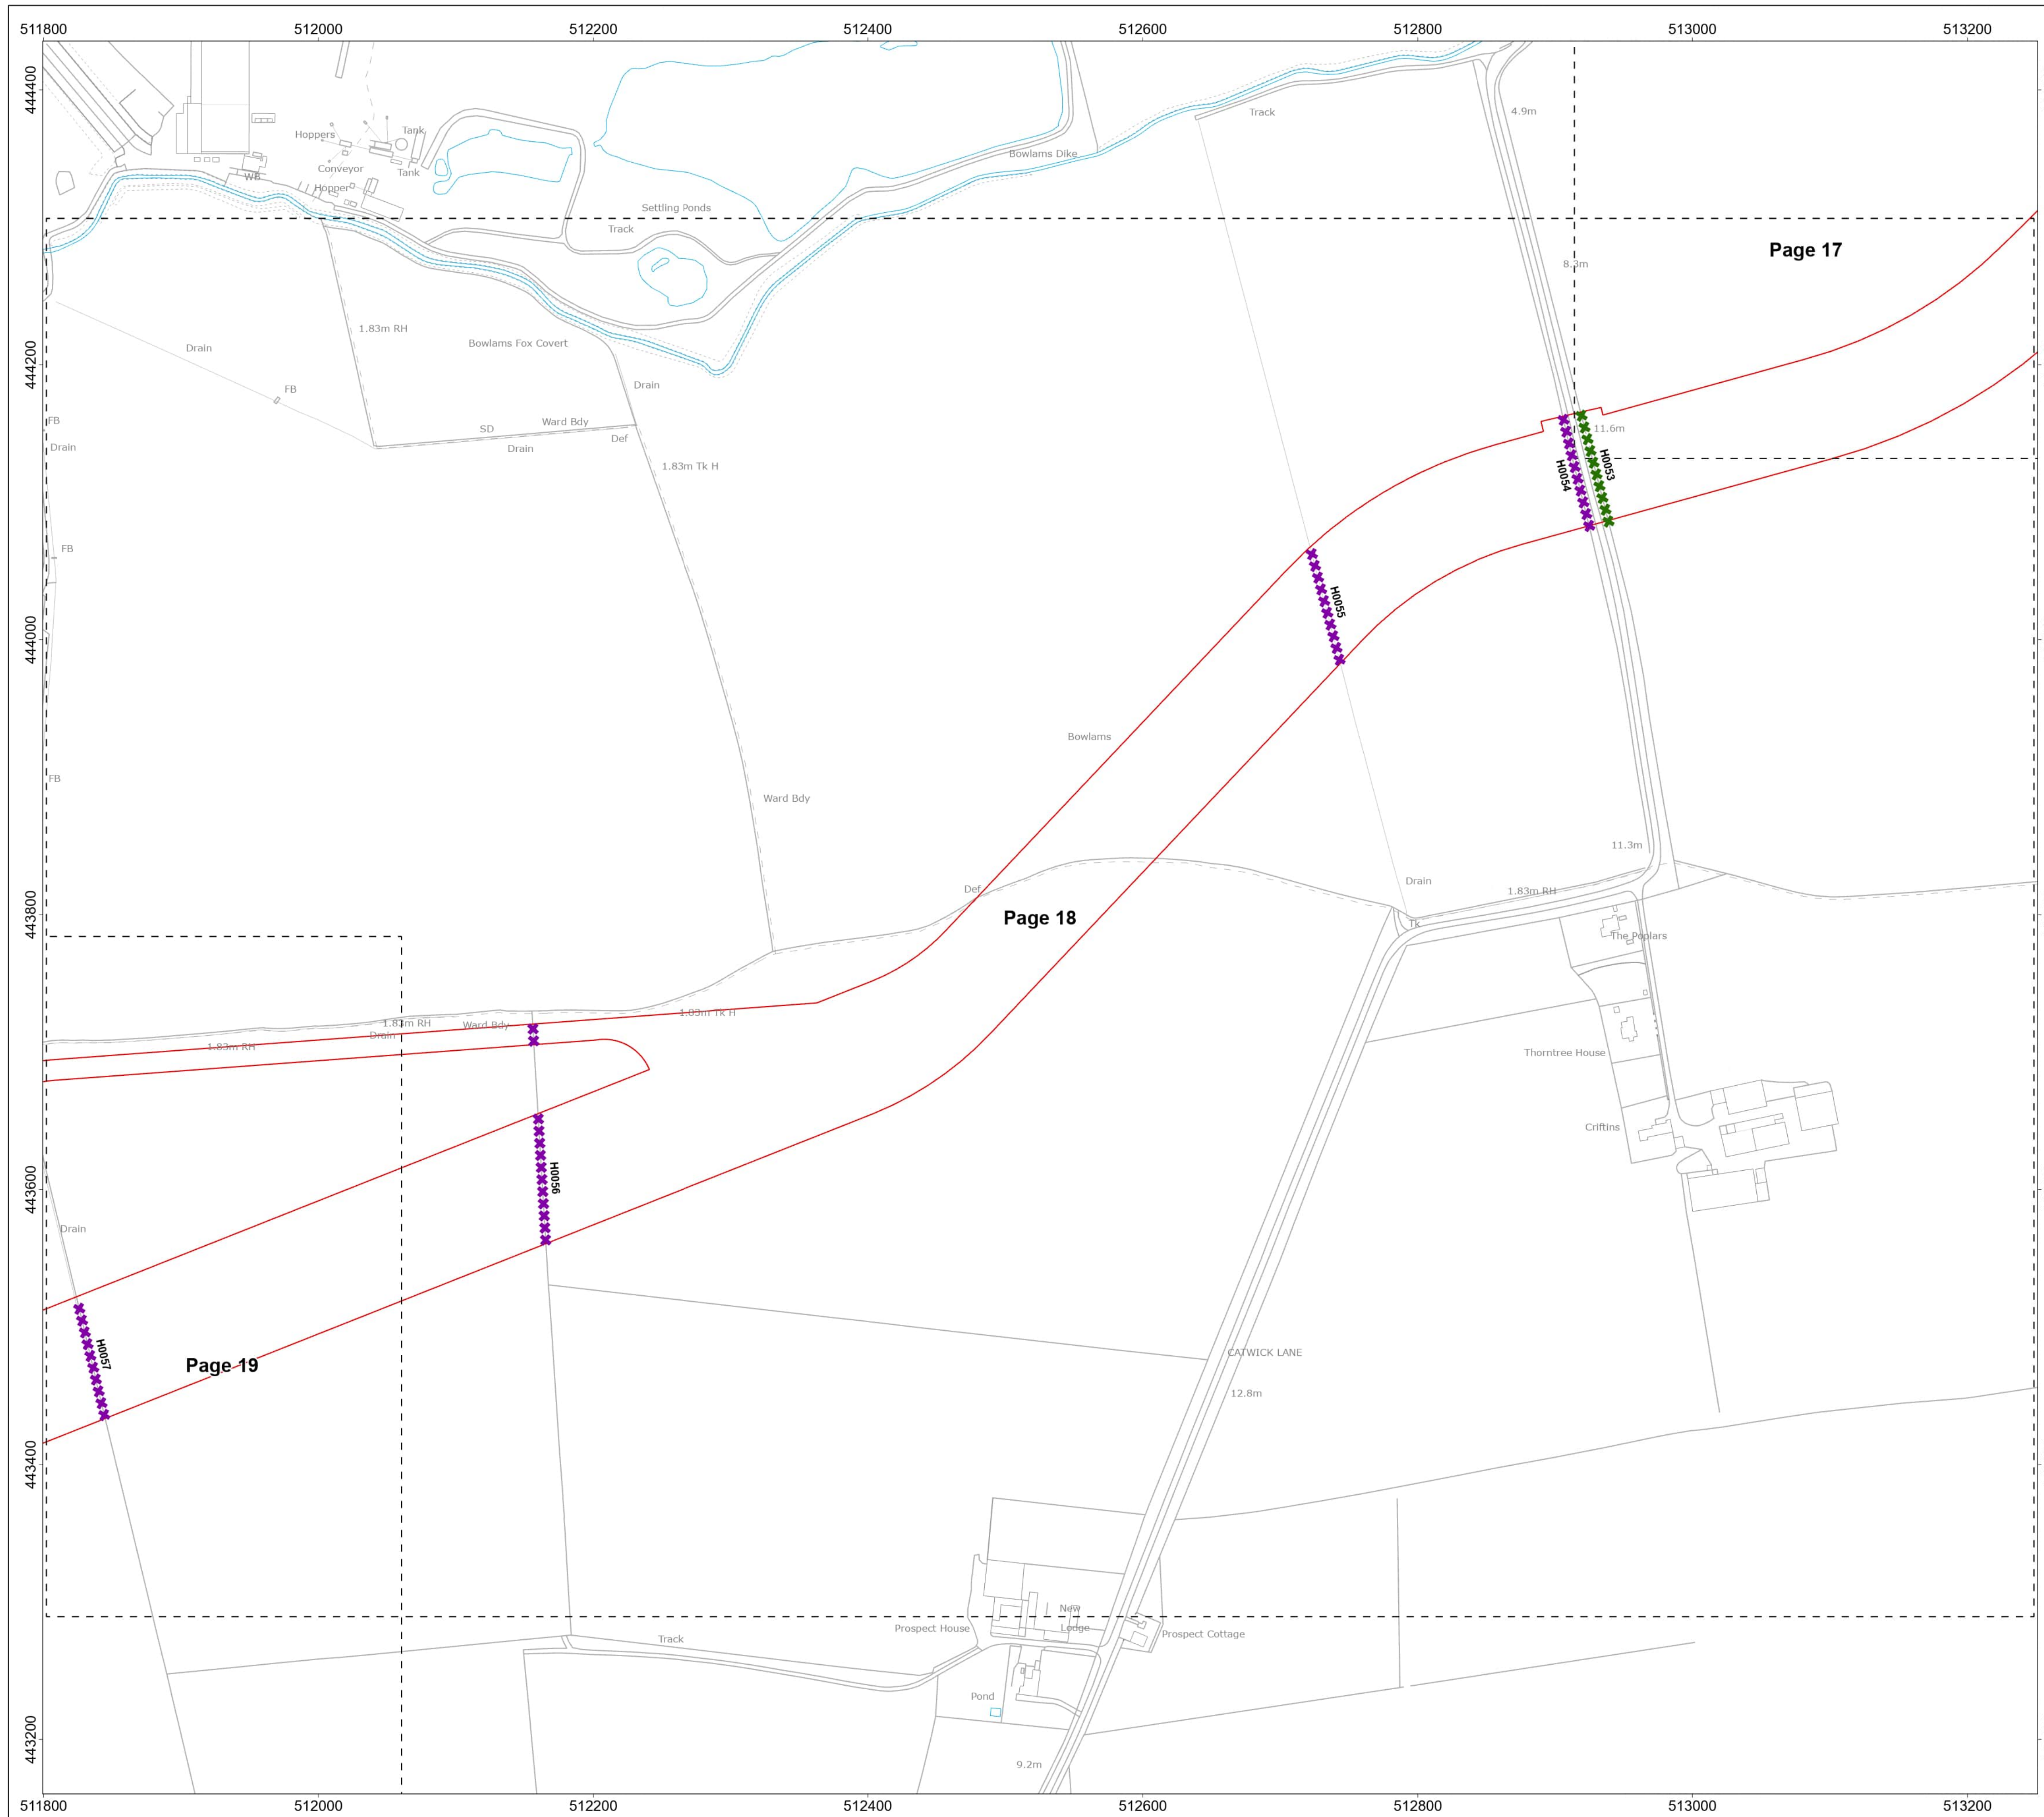 511800
512000
512200
512400
512600
512800
513000
513200
444400
4.9m
Track
Hoppers
Tank
Bowlams Dike
Conveyor
Tank
WB
Hopper
Settling Ponds
Track
Page 17
8.3m
444200
1.83m RH
Bowlams Fox Covert
Drain
Drain
FB
FB
Ward Bdy
SD
Def
11.6m
Drain
Drain
1.83m Tk H
H0053
H0054
FB
H0055
444000
Bowlams
FB
Ward Bdy
11.3m
Drain
Def
1.83m RH
443800
Page 18
Tk
The Poplars
1.83m Tk H
1.83m RH
Ward Bdy
Drain
1.83m RH
Thorntree House
Criftins
H0056
443600
Drain
H0057
CATWICK LANE
Page 19
12.8m
443400
New
Lodge
Prospect House
Prospect Cottage
Track
Pond
443200
9.2m
511800
512000
512200
512400
512600
512800
513000
513200